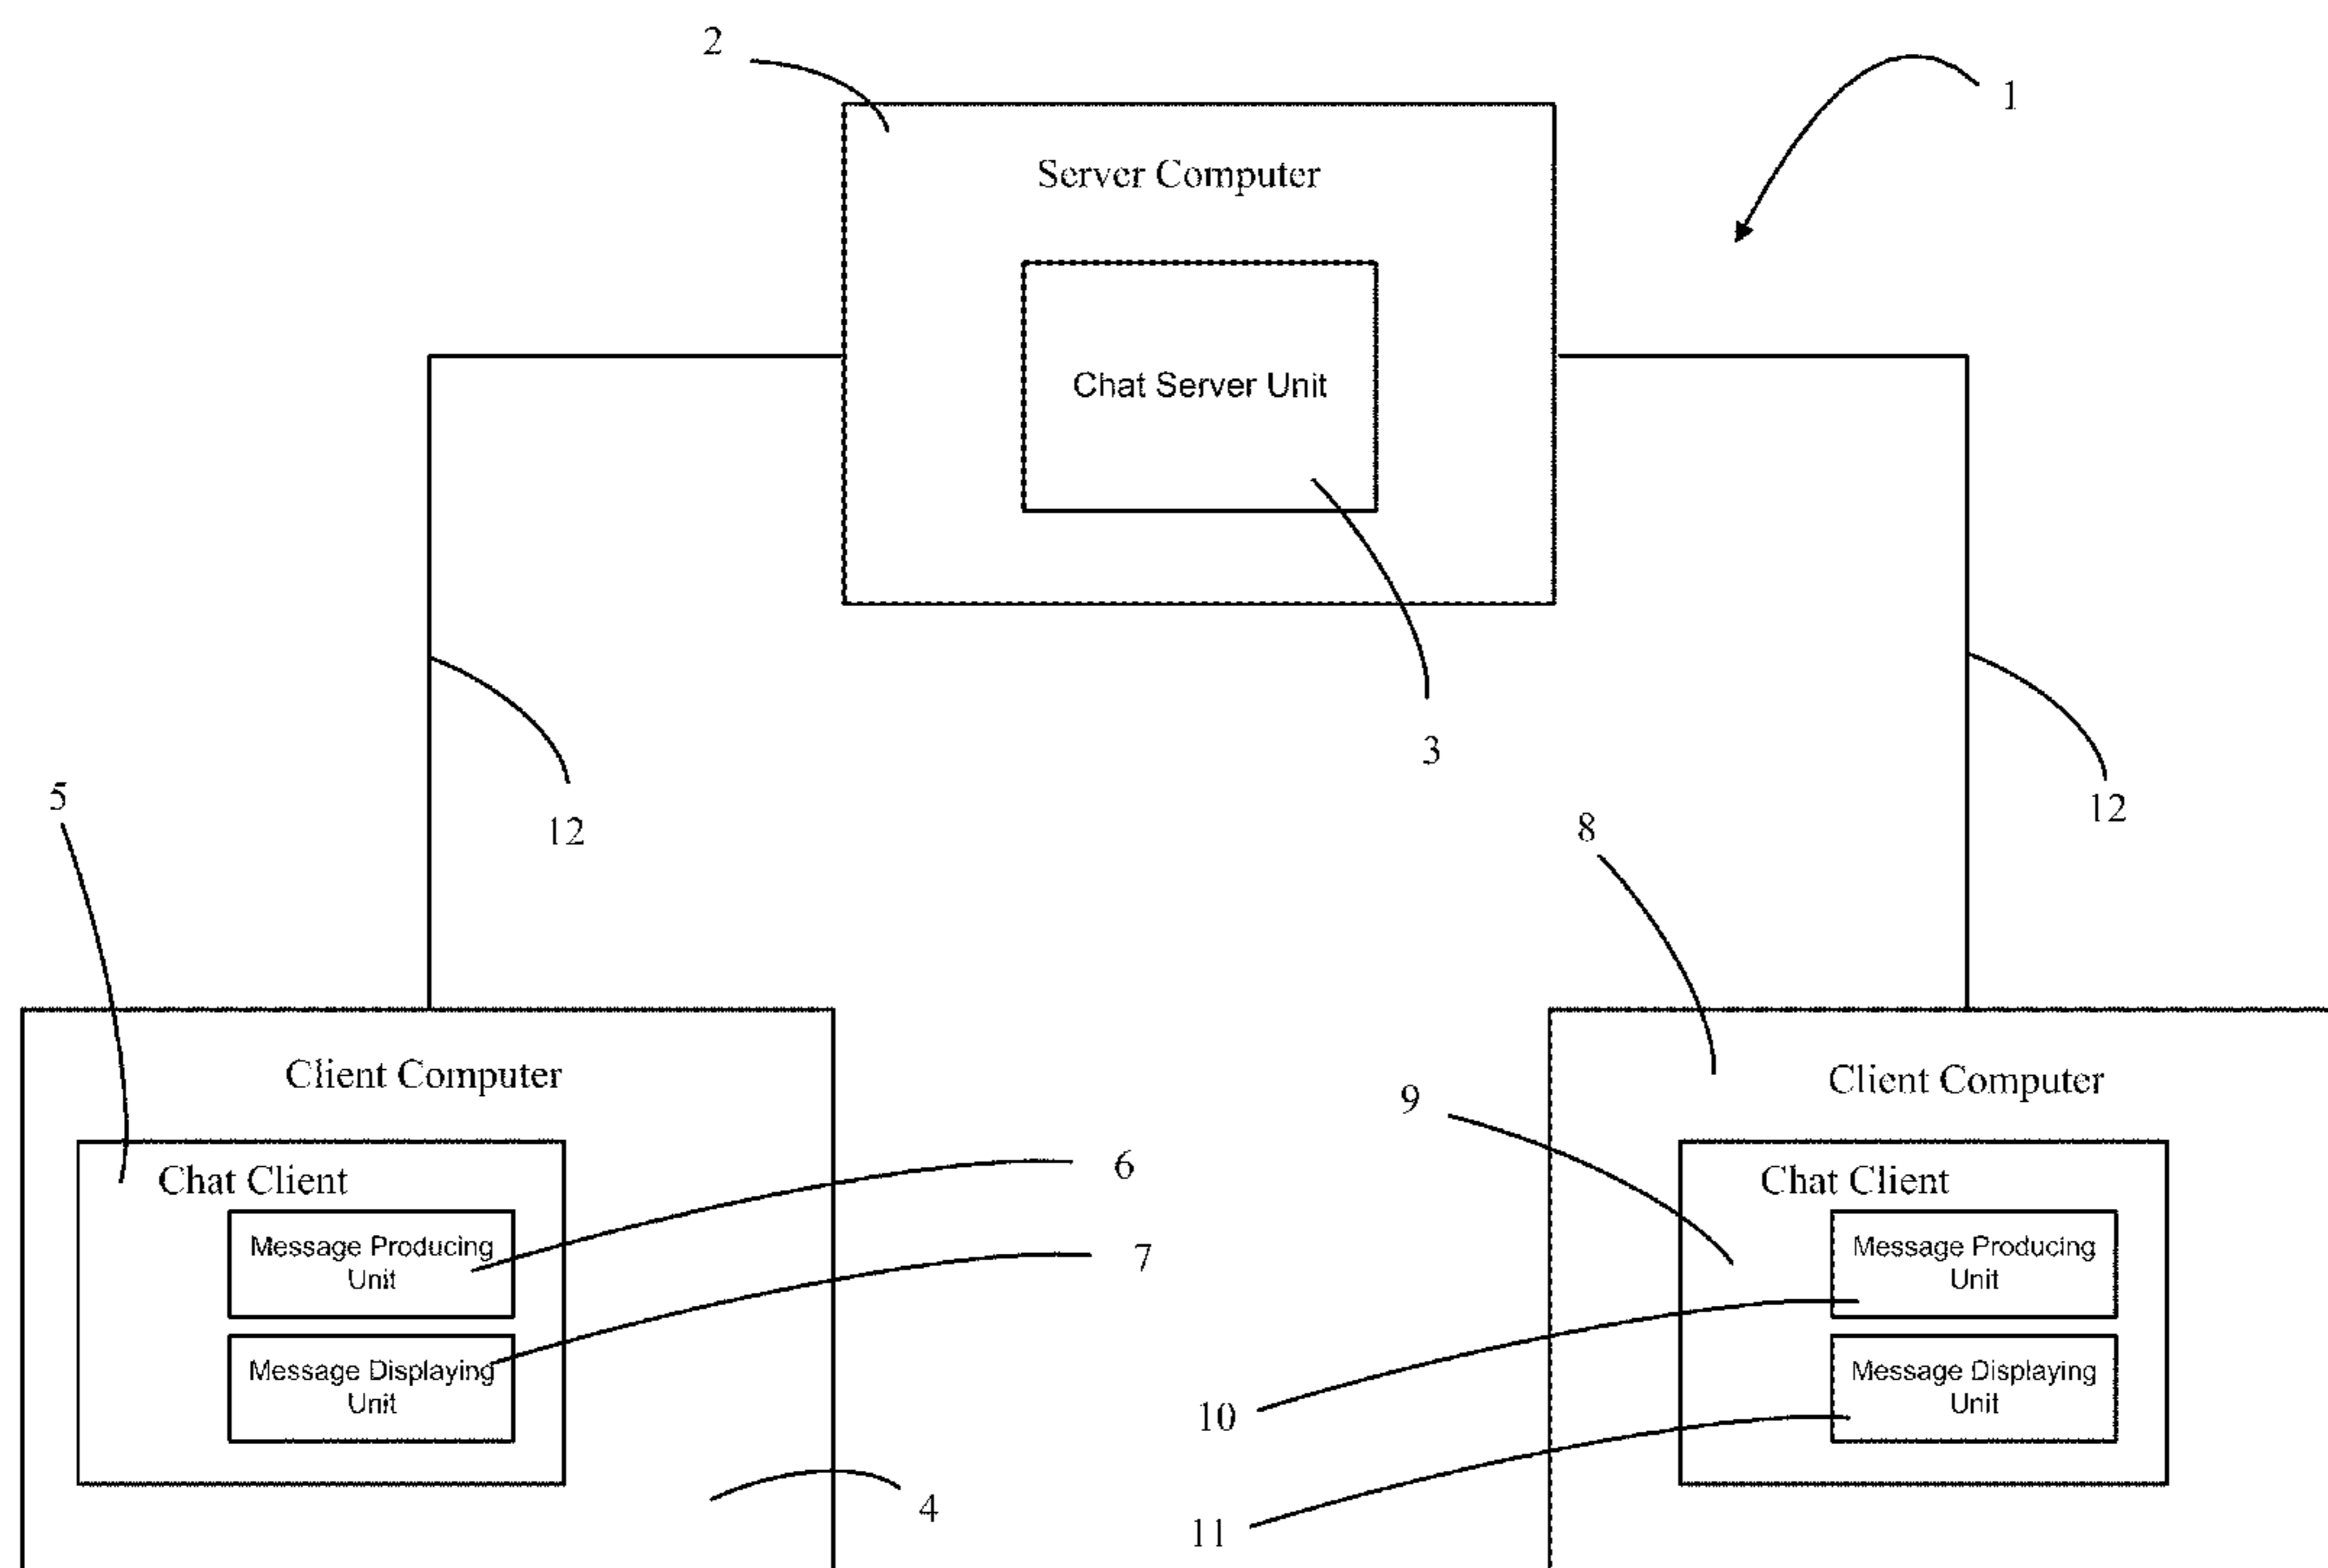 2
1
Server Computer
Chat Server Unit
3
12
12
5
8
Client Computer
Chat Client
Message Producing
Unit
Message Displaying
Unit
6
7
4
Client Computer
9
Chat Client
Message Producing
Unit
Message Displaying
Unit
10
11